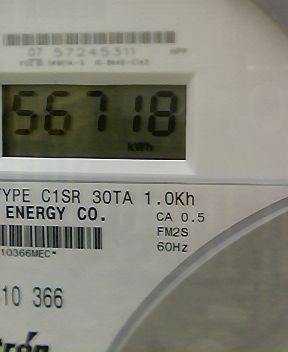 07 57245311
56718
kWh
TYPE C1SR 30TA 1.0Kh
ENERGY CO.
CA 0.5
FM2S
60Hz
10366MEC*
10 366
trón